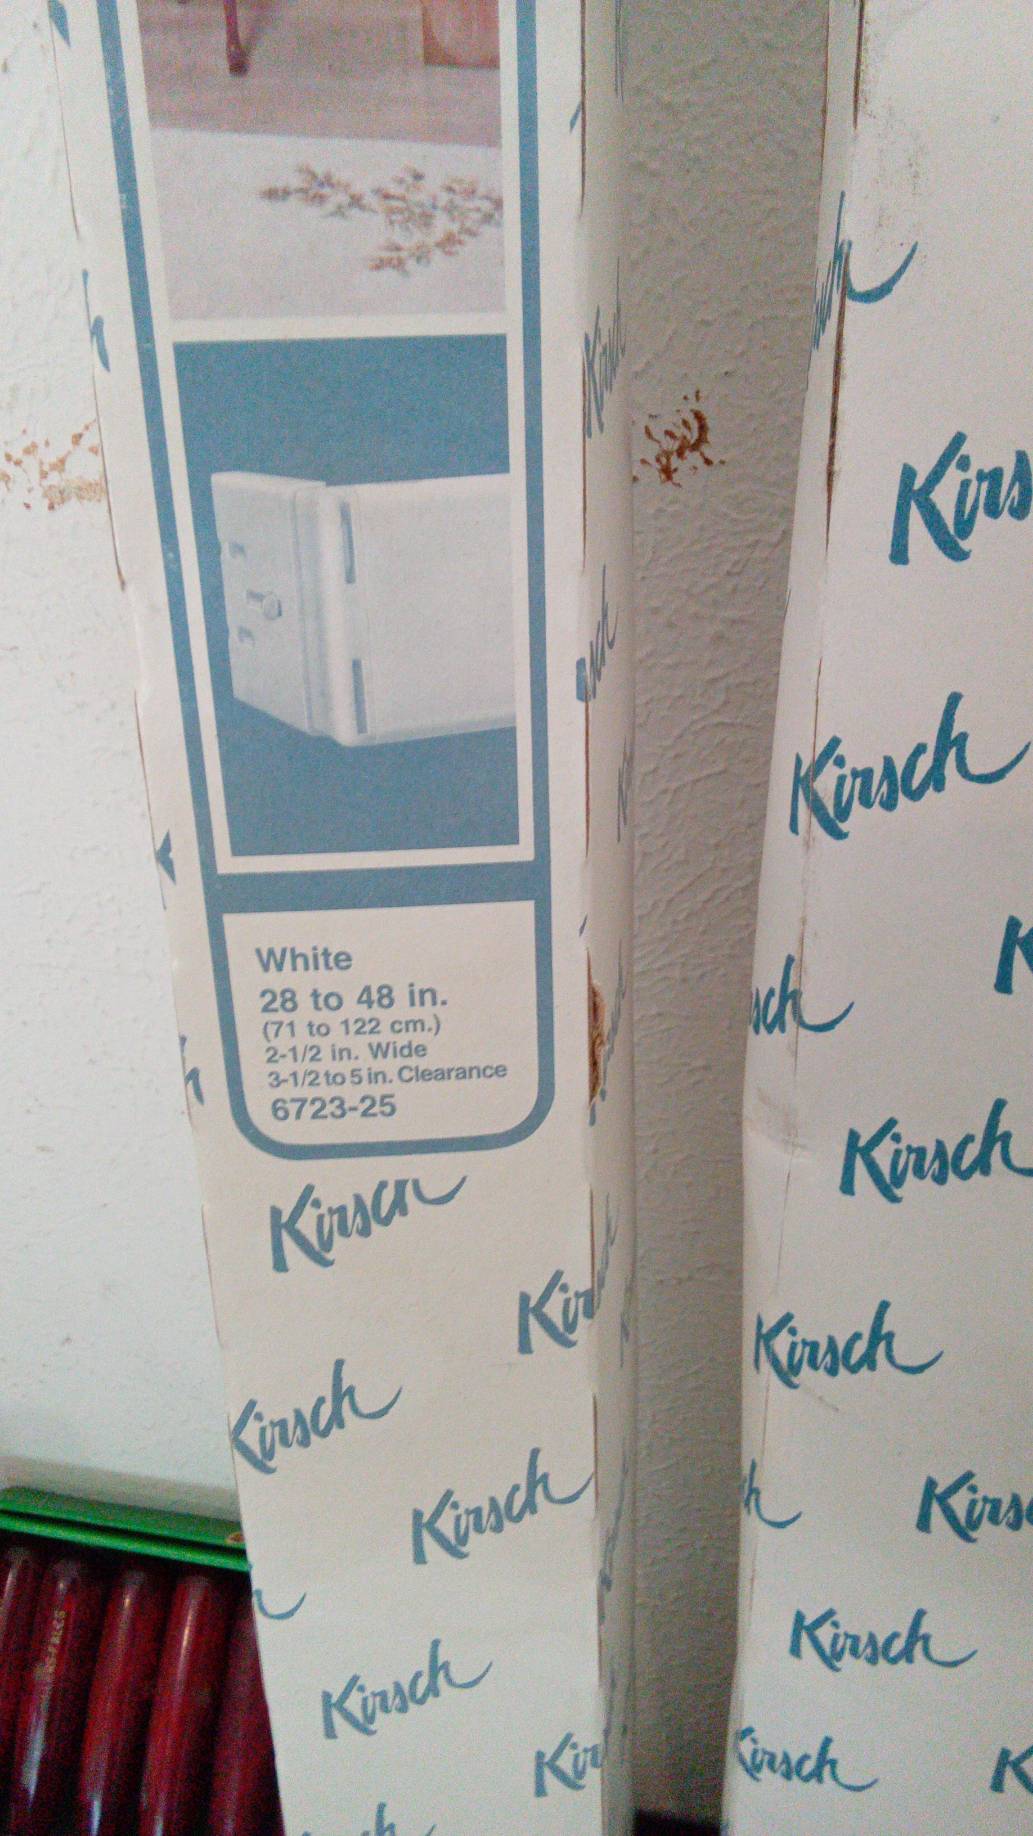 White
28 to 48 in.
(71 to 122 cm.)
2-1/2 in. Wide
3-1/2 to 5 in. Clearance
6723-25
Kirsch
Kirsch
Kirsch
Kirsch
Kirsch
Kirsch
Kirsch
Kirsch
Kirsch
Kirsch